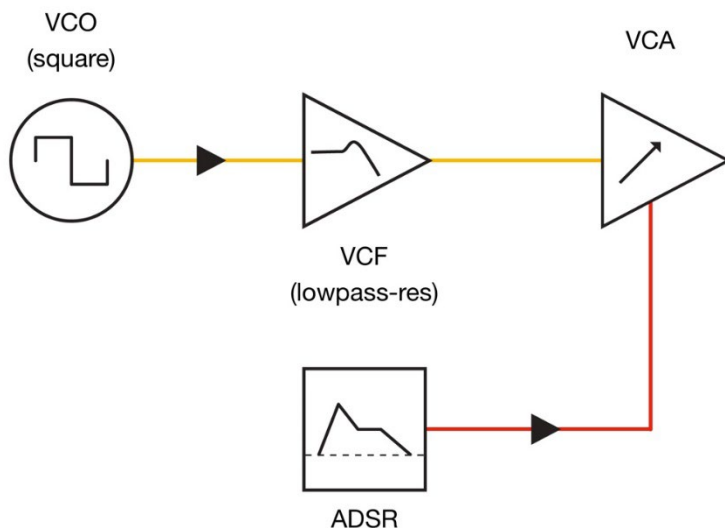 VCO
(square)
VCA
VCF
(lowpass-res)
ADSR